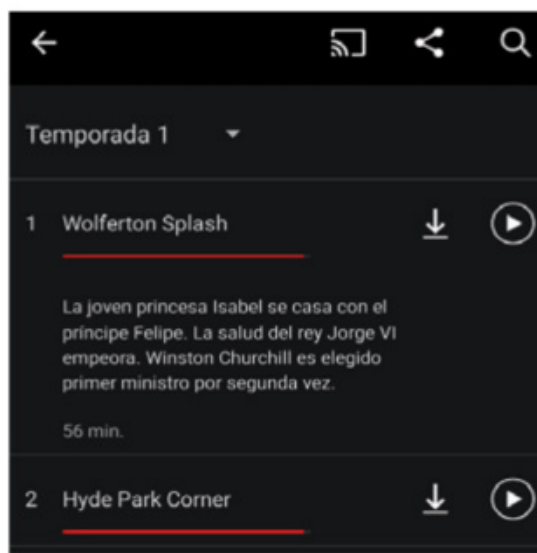 Temporada 1
1 Wolferton Splash
La joven princesa Isabel se casa con el
príncipe Felipe. La salud del rey Jorge VI
empeora. Winston Churchill es elegido
primer ministro por segunda vez.
56 min.
2 Hyde Park Corner